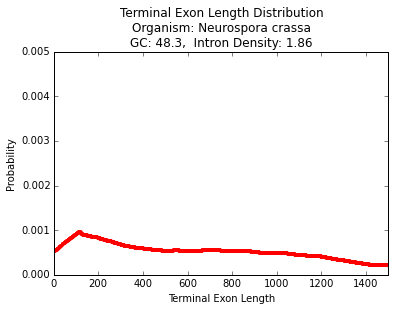 Terminal Exon Length Distribution
Organism: Neurospora crassa
GC: 48.3,  Intron Density: 1.86
0.005
0.004
0.003
0.002
0.001
0.000
Probability
0 200 400 600 800 1000 1200 1400
Terminal Exon Length